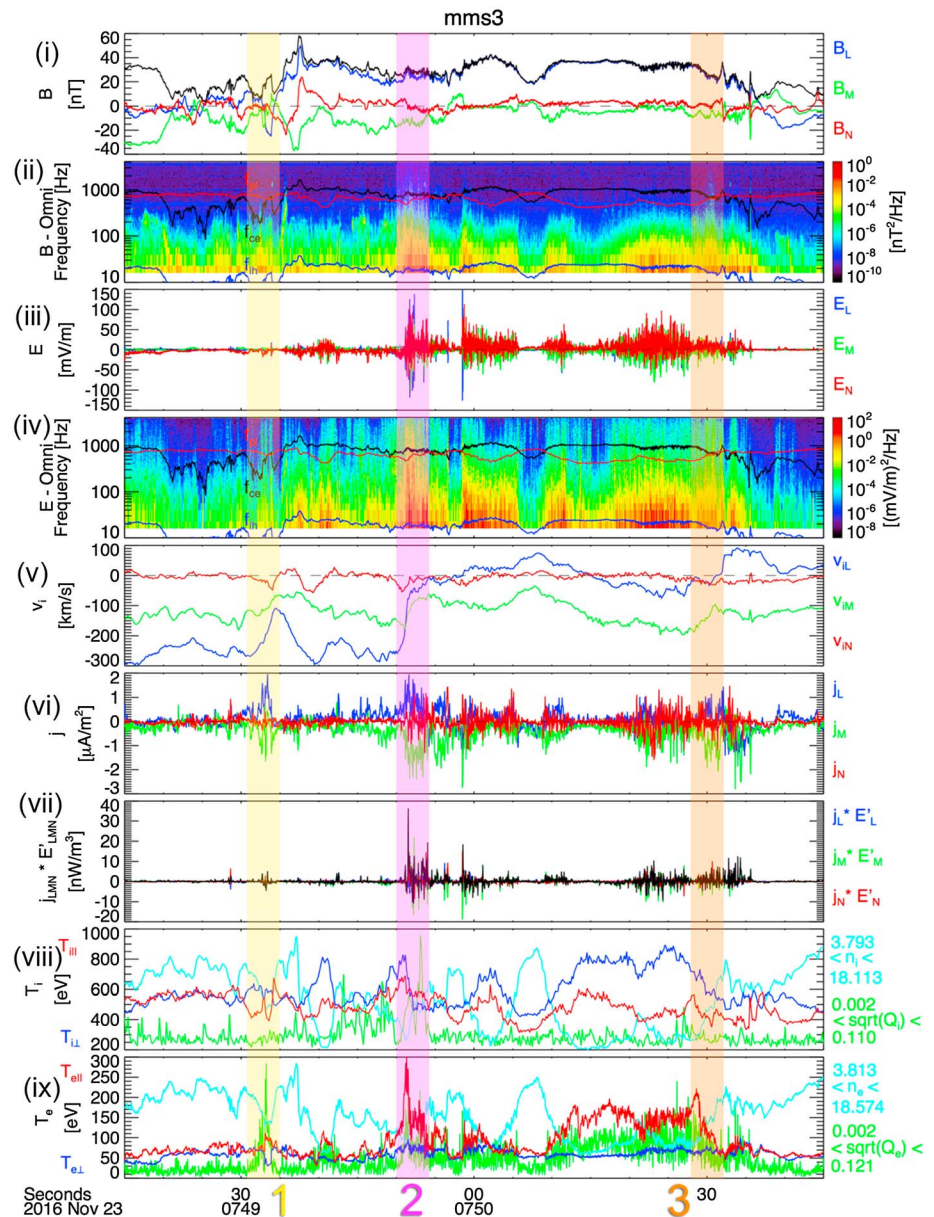 mms3
(i)
60
40
20
0
-20
-40
B
[nT]
B_L
B_M
B_N
(ii)
1000
100
10
B - Omni
Frequency [Hz]
f_ce
f_lh
10^0
10^-2
10^-4
10^-6
10^-8
10^-10
[nT^2/Hz]
(iii)
150
100
50
0
-50
-100
-150
E
[mV/m]
E_L
E_M
E_N
(iv)
1000
100
10
E - Omni
Frequency [Hz]
f_ce
f_lh
10^2
10^0
10^-2
10^-4
10^-6
10^-8
[(mV/m)^2/Hz]
(v)
100
0
-100
-200
-300
v_i
[km/s]
v_iL
v_iM
v_iN
(vi)
2
1
0
-1
-2
-3
j
[μA/m^2]
j_L
j_M
j_N
(vii)
40
30
20
10
0
-10
-20
j_LMN * E'_LMN
[nW/m^3]
j_L* E'_L
j_M* E'_M
j_N* E'_N
(viii)
1000
800
600
400
200
T_i||
T_i
[eV]
T_i⊥
3.793
< n_i <
18.113
0.002
< sqrt(Q_i) <
0.110
(ix)
300
250
200
150
100
50
0
T_e||
T_e
[eV]
T_e⊥
3.813
< n_e <
18.574
0.002
< sqrt(Q_e) <
0.121
Seconds 30 00 30
2016 Nov 23 0749 0750
1 2 3